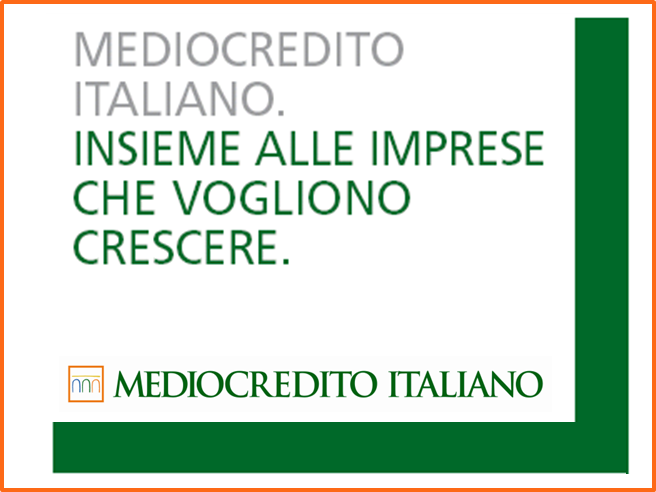 MEDIOCREDITO
ITALIANO.
INSIEME ALLE IMPRESE
CHE VOGLIONO
CRESCERE.
MEDIOCREDITO ITALIANO